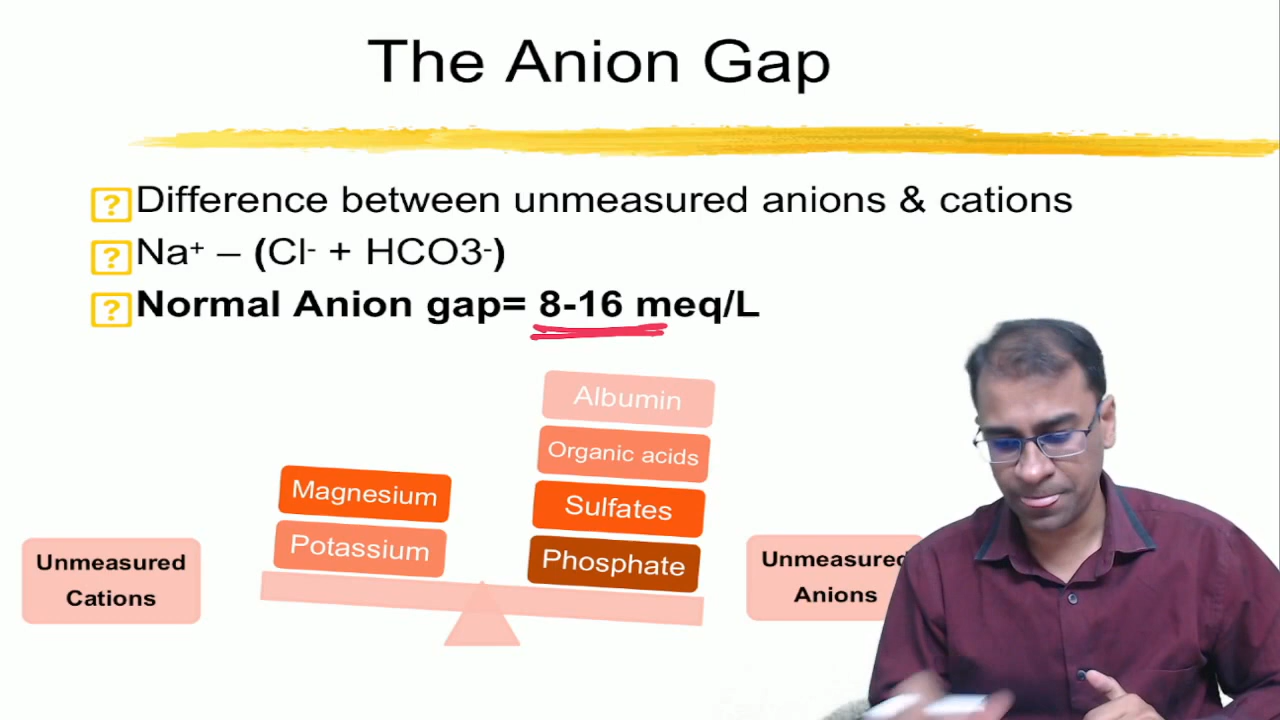 The Anion Gap
Difference between unmeasured anions & cations
Na⁺ – (Cl⁻ + HCO3⁻)
Normal Anion gap= 8-16 meq/L
Albumin
Organic acids
Magnesium
Sulfates
Potassium
Phosphate
Unmeasured
Cations
Unmeasured
Anions